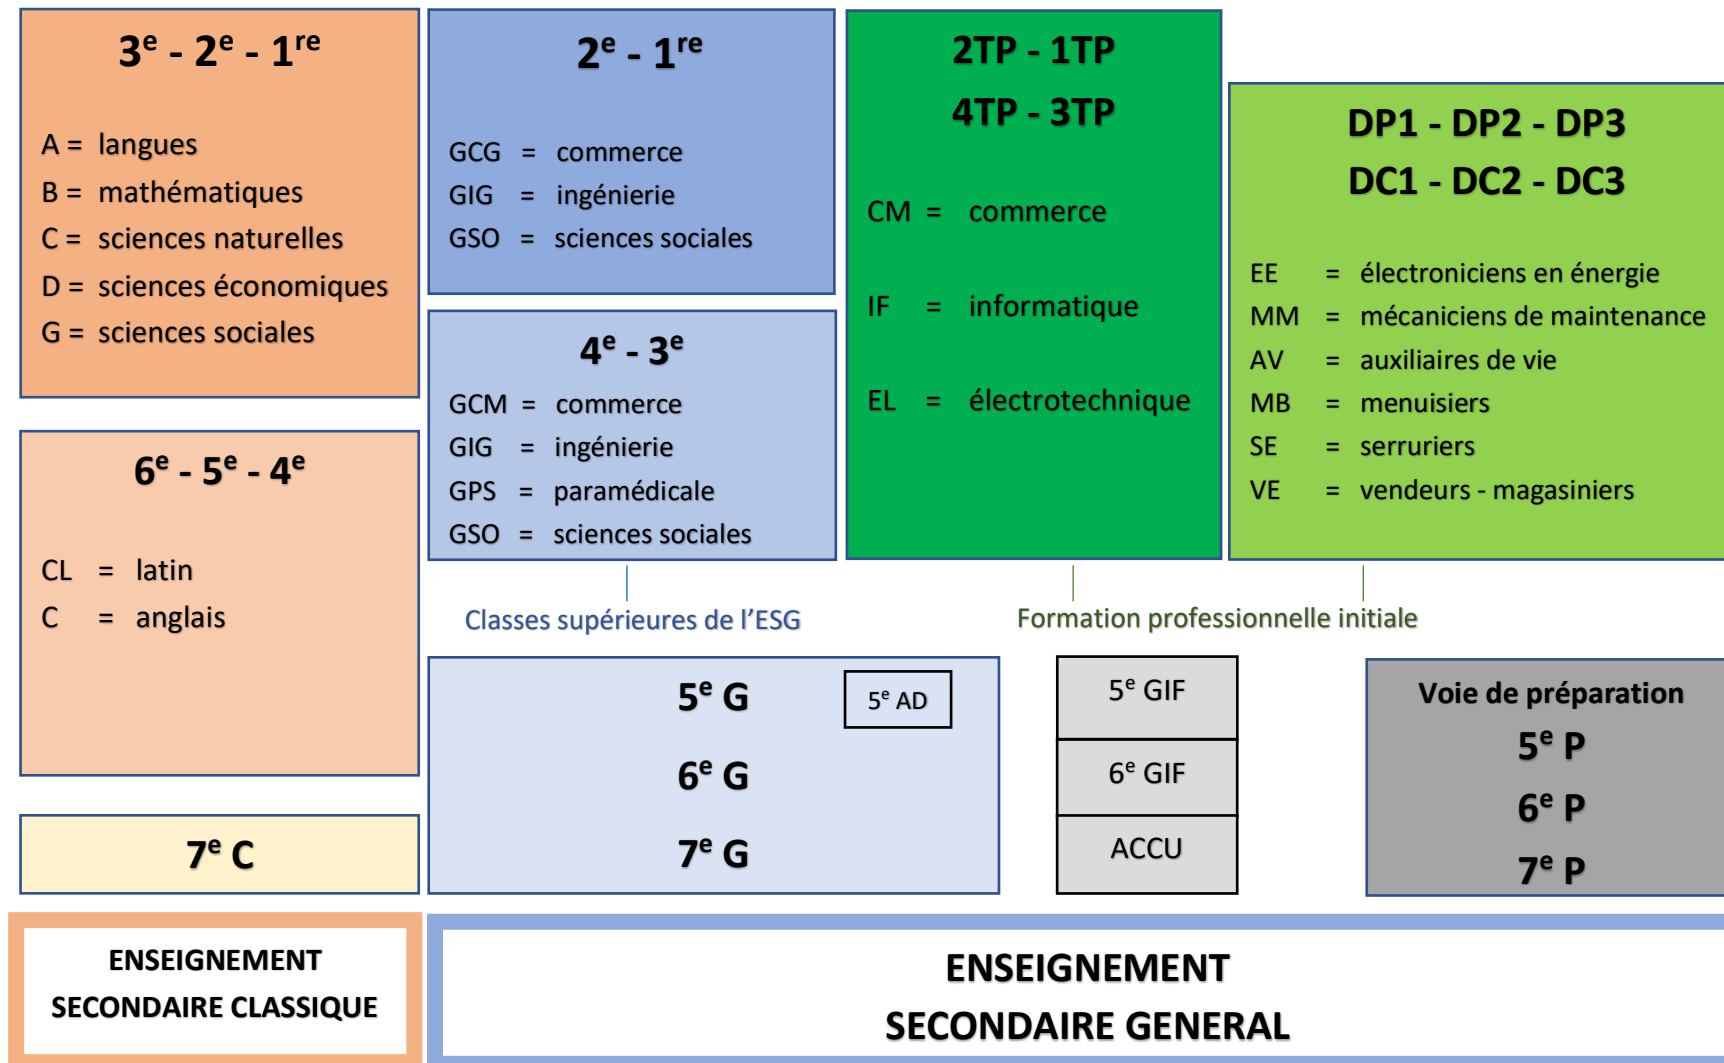 3e - 2e - 1re
A = langues
B = mathématiques
C = sciences naturelles
D = sciences économiques
G = sciences sociales
6e - 5e - 4e
CL = latin
C = anglais
7e C
ENSEIGNEMENT
SECONDAIRE CLASSIQUE
2e - 1re
GCG = commerce
GIG = ingénierie
GSO = sciences sociales
4e - 3e
GCM = commerce
GIG = ingénierie
GPS = paramédicale
GSO = sciences sociales
Classes supérieures de l’ESG
2TP - 1TP
4TP - 3TP
CM = commerce
IF = informatique
EL = électrotechnique
DP1 - DP2 - DP3
DC1 - DC2 - DC3
EE = électroniciens en énergie
MM = mécaniciens de maintenance
AV = auxiliaires de vie
MB = menuisiers
SE = serruriers
VE = vendeurs - magasiniers
Formation professionnelle initiale
5e G
5e AD
6e G
7e G
5e GIF
6e GIF
ACCU
Voie de préparation
5e P
6e P
7e P
ENSEIGNEMENT
SECONDAIRE GENERAL